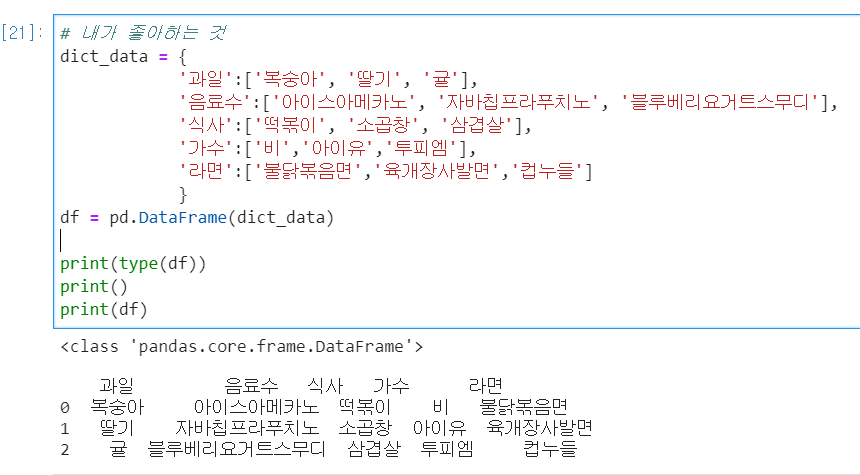 [21]: # 내가 좋아하는 것
dict_data = {
'과일':['복숭아', '딸기', '귤'],
'음료수':['아이스아메카노', '자바칩프라푸치노', '블루베리요거트스무디'],
'식사':['떡볶이', '소곱창', '삼겹살'],
'가수':['비','아이유','투피엠'],
'라면':['불닭볶음면','육개장사발면','컵누들']
}
df = pd.DataFrame(dict_data)
print(type(df))
print()
print(df)
<class 'pandas.core.frame.DataFrame'>
과일 음료수 식사 가수 라면
0 복숭아 아이스아메카노 떡볶이 비 불닭볶음면
1 딸기 자바칩프라푸치노 소곱창 아이유 육개장사발면
2 귤 블루베리요거트스무디 삼겹살 투피엠 컵누들